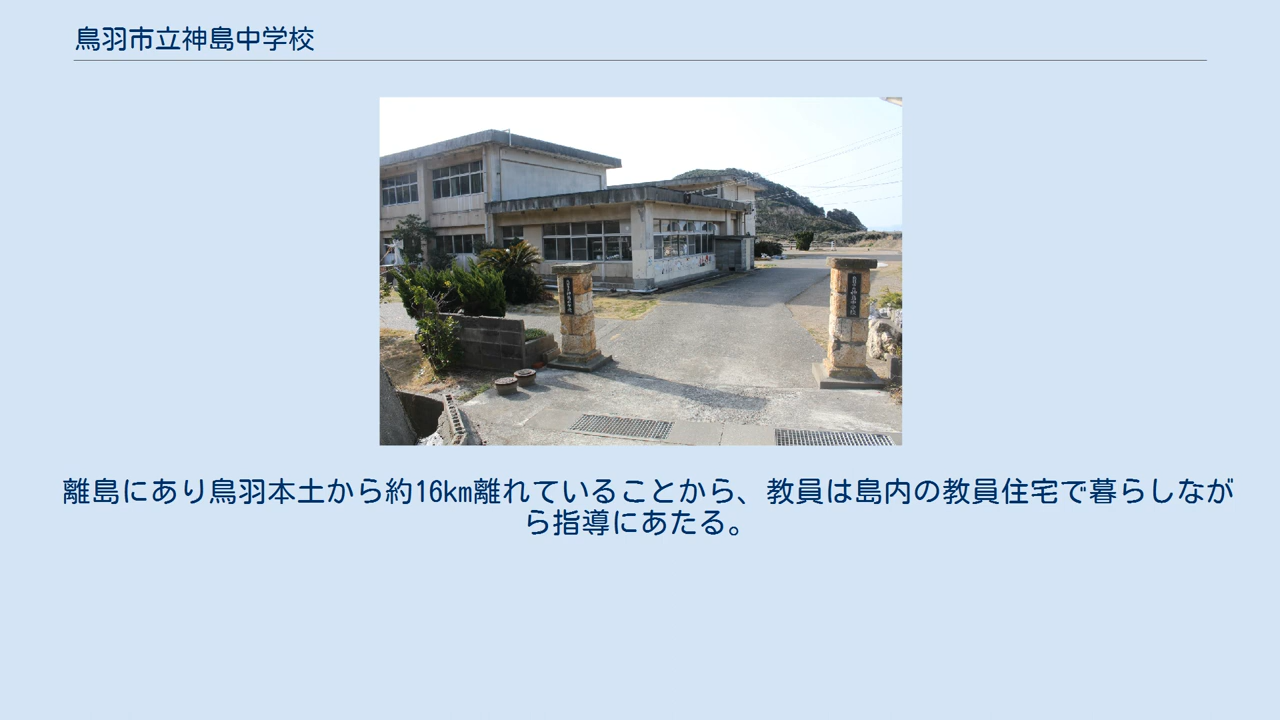 鳥羽市立神島中学校
離島にあり鳥羽本土から約16km離れていることから、教員は島内の教員住宅で暮らしなが
ら指導にあたる。